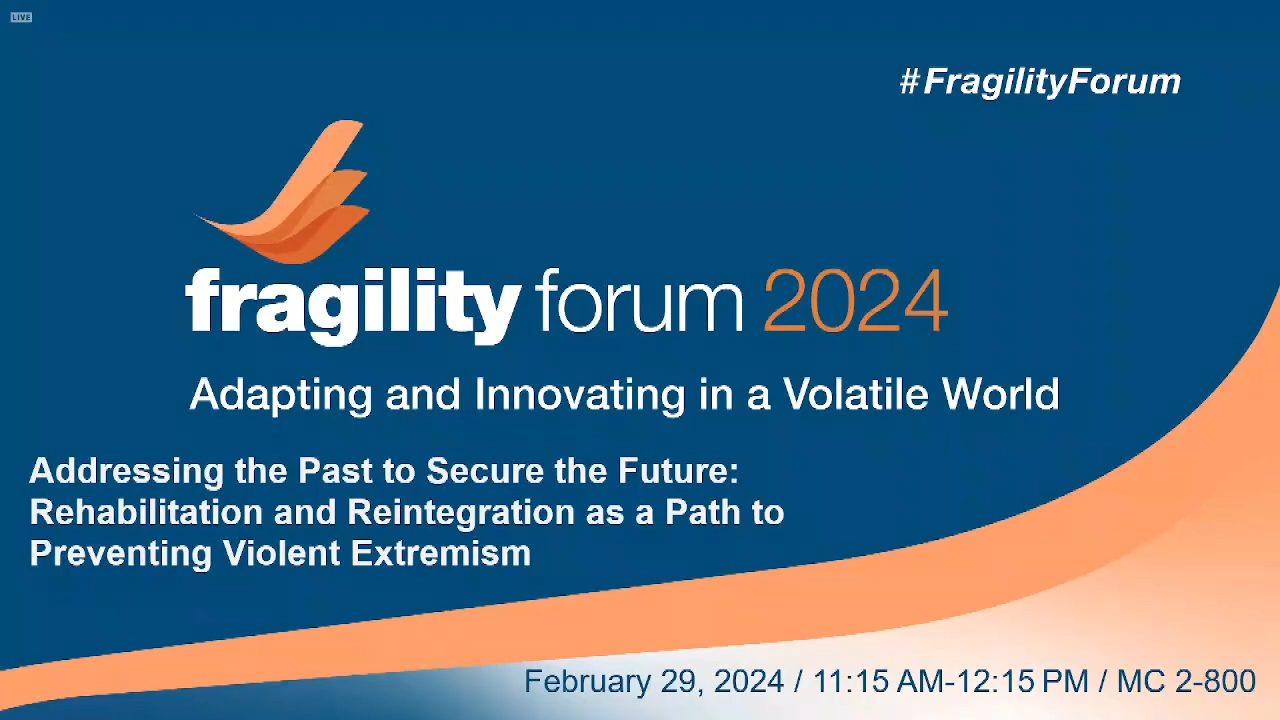 LIVE
#FragilityForum
fragility forum 2024
Adapting and Innovating in a Volatile World
Addressing the Past to Secure the Future:
Rehabilitation and Reintegration as a Path to
Preventing Violent Extremism
February 29, 2024 / 11:15 AM-12:15 PM / MC 2-800